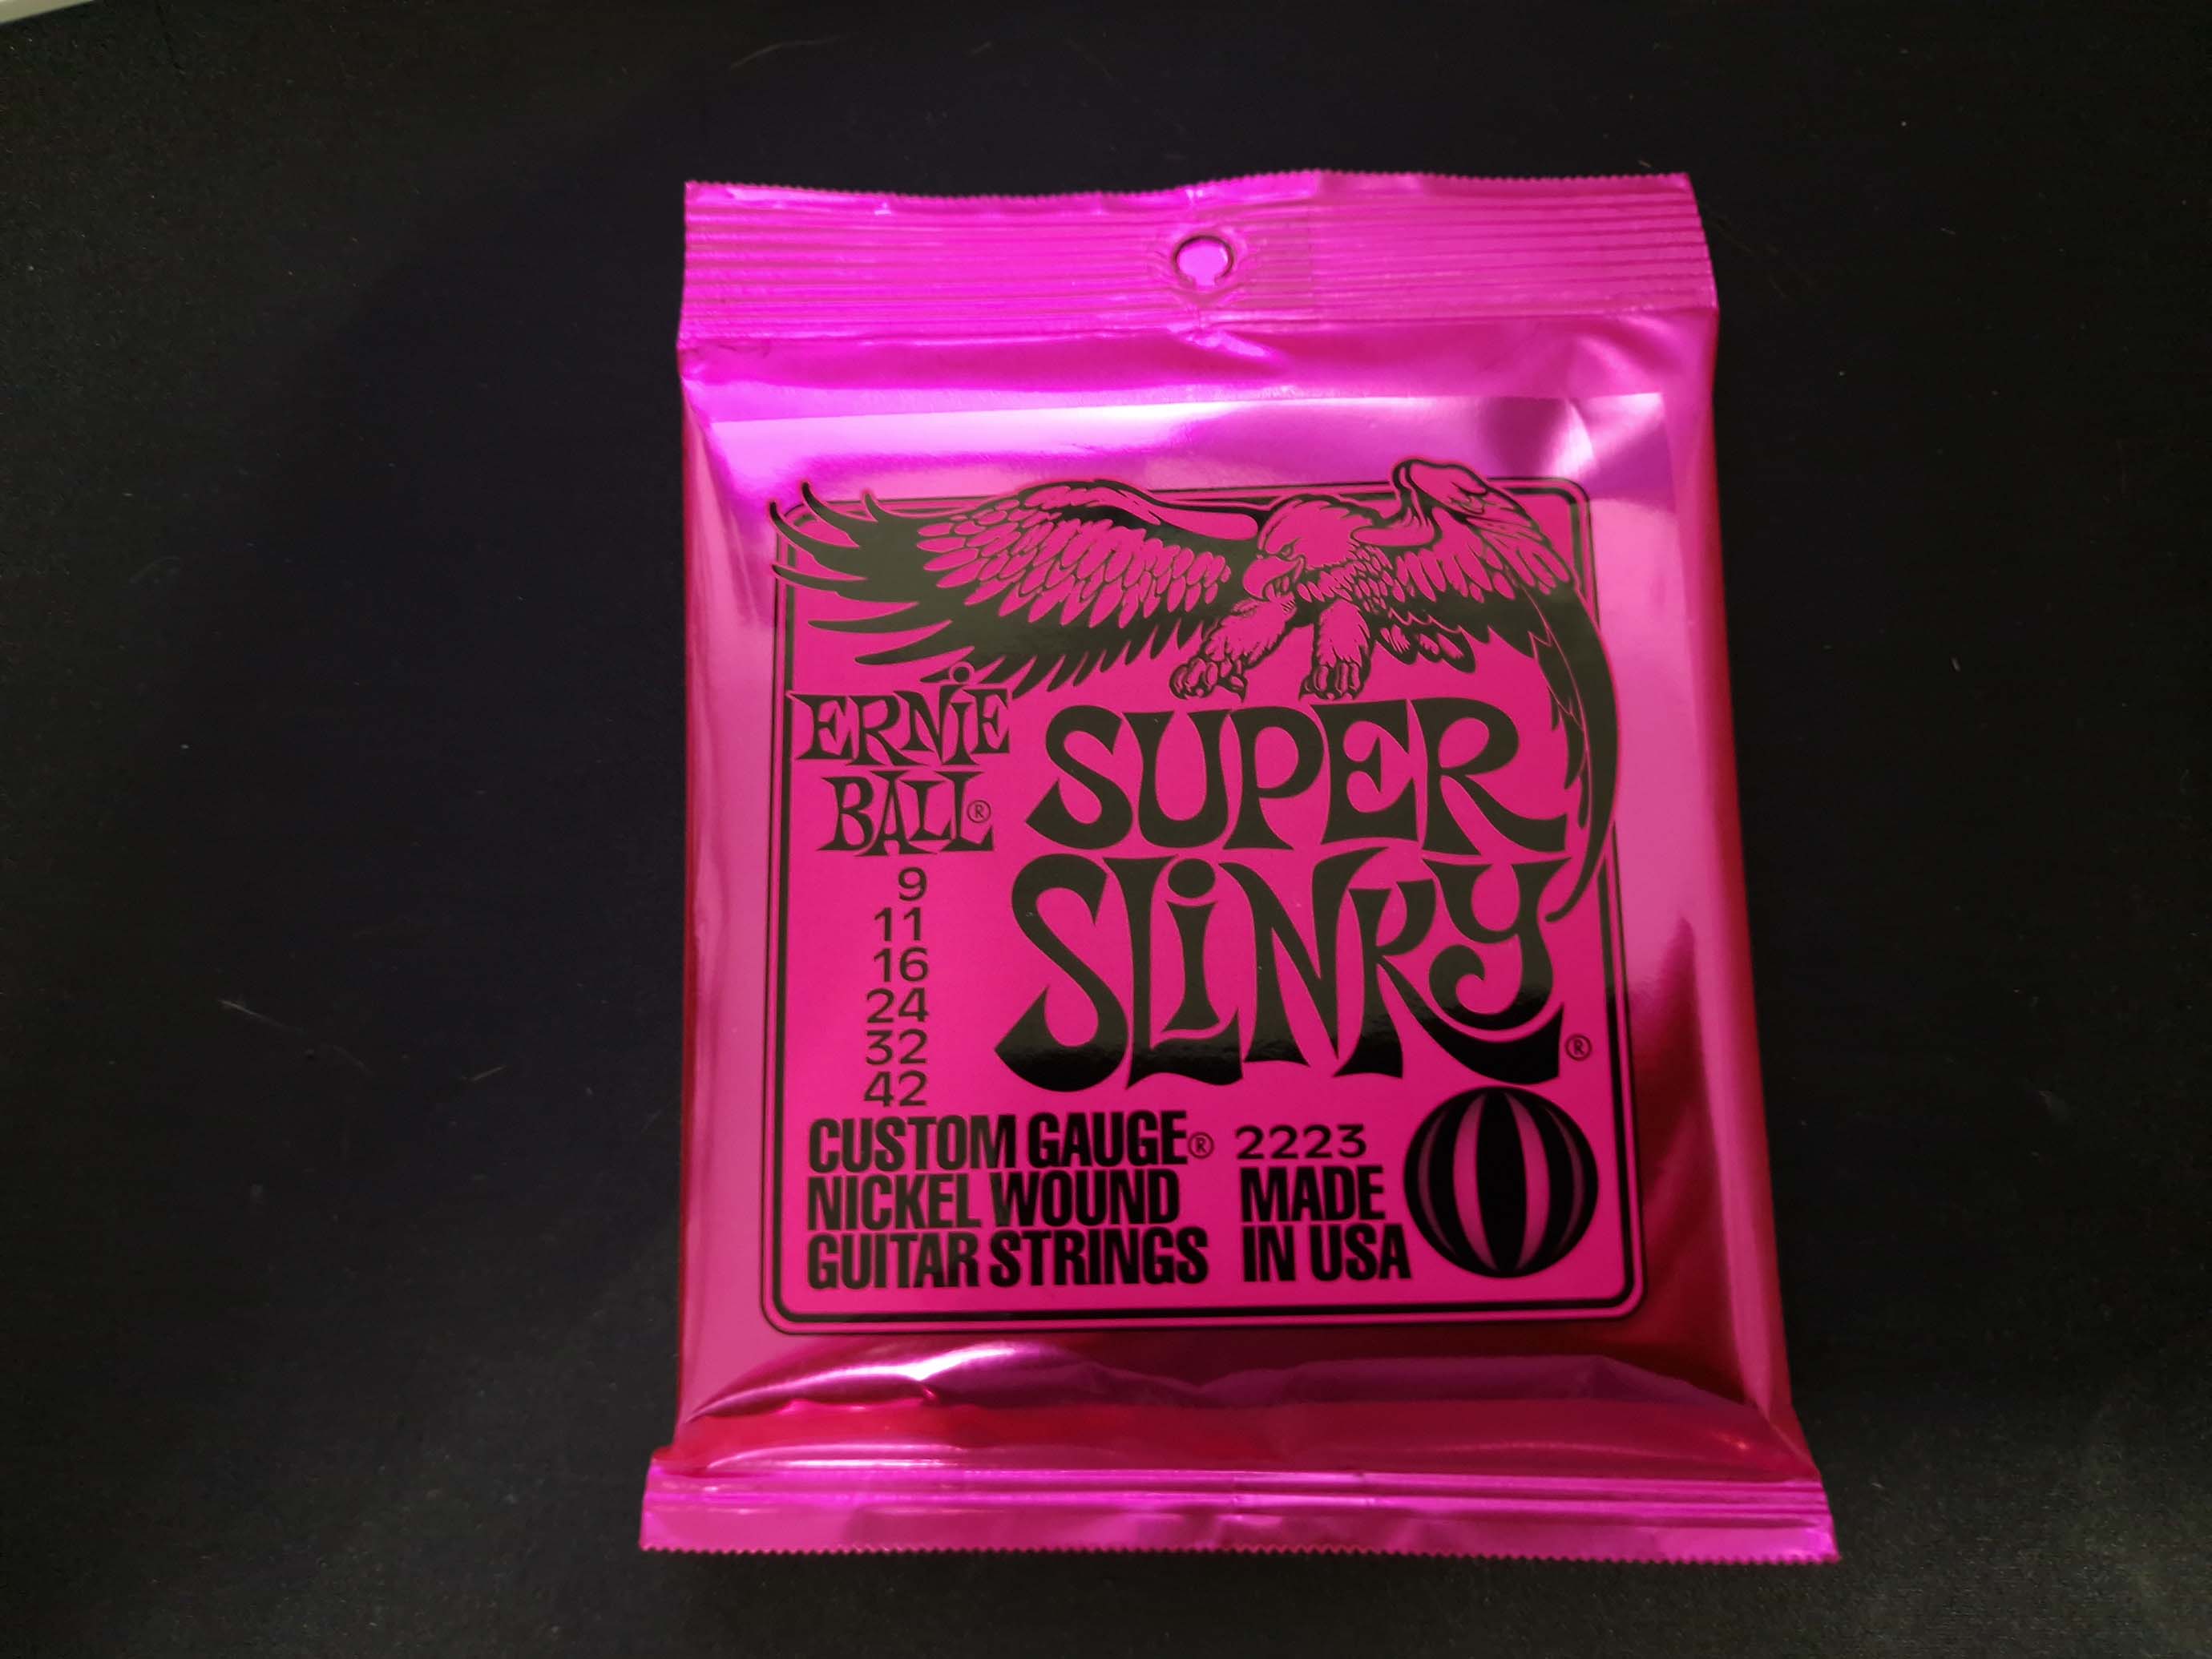 ERNiE
BALL®
SUPER
SLiNKY®
9
11
16
24
32
42
CUSTOM GAUGE® 2223
NICKEL WOUND MADE
GUITAR STRINGS IN USA